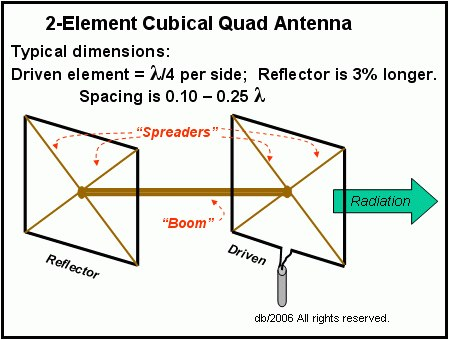 2-Element Cubical Quad Antenna
Typical dimensions:
Driven element = λ/4 per side;  Reflector is 3% longer.
Spacing is 0.10 – 0.25 λ
“Spreaders”
Radiation
“Boom”
Reflector
Driven
db/2006 All rights reserved.